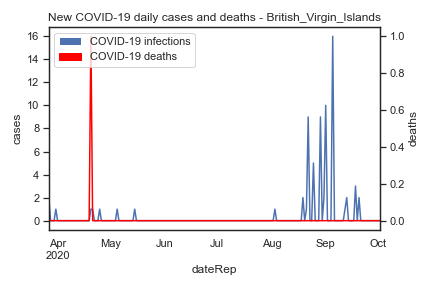 New COVID-19 daily cases and deaths - British_Virgin_Islands
COVID-19 infections
COVID-19 deaths
16
14
12
10
8
6
4
2
0
cases
1.0
0.8
0.6
0.4
0.2
0.0
deaths
Apr May Jun Jul Aug Sep Oct
2020
dateRep